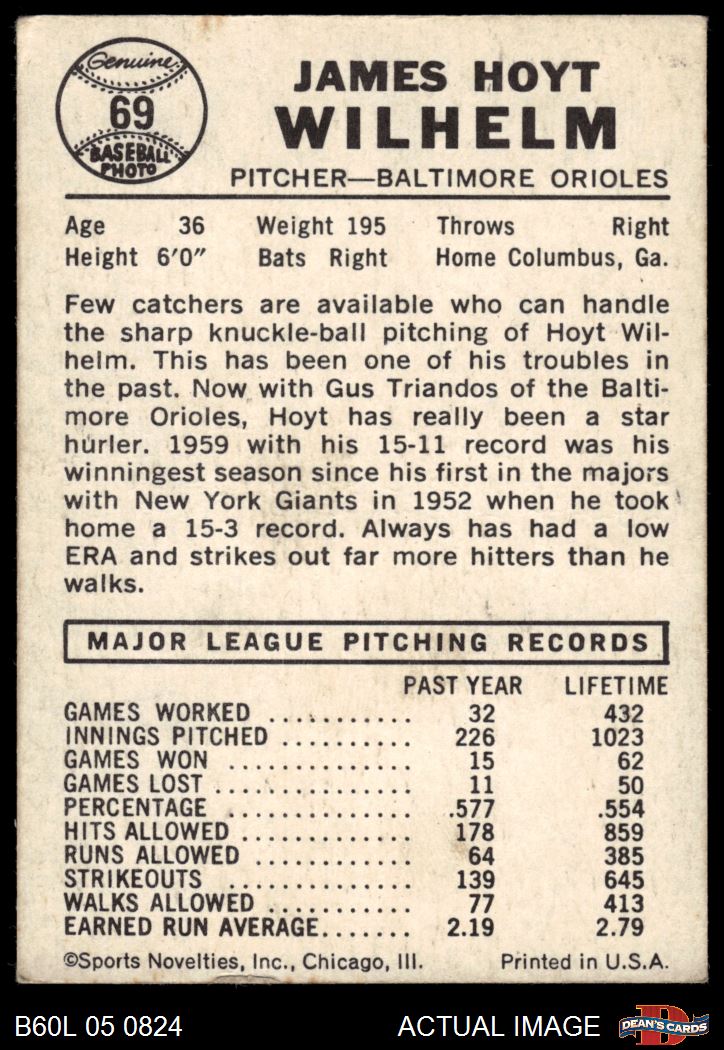 Genuine
69
BASEBALL
PHOTO
JAMES HOYT
WILHELM
PITCHER—BALTIMORE ORIOLES
Age 36 Weight 195 Throws Right
Height 6'0" Bats Right Home Columbus, Ga.
Few catchers are available who can handle
the sharp knuckle-ball pitching of Hoyt Wil-
helm. This has been one of his troubles in
the past. Now with Gus Triandos of the Balti-
more Orioles, Hoyt has really been a star
hurler. 1959 with his 15-11 record was his
winningest season since his first in the majors
with New York Giants in 1952 when he took
home a 15-3 record. Always has had a low
ERA and strikes out far more hitters than he
walks.
MAJOR LEAGUE PITCHING RECORDS
PAST YEAR LIFETIME
GAMES WORKED ........... 32 432
INNINGS PITCHED .......... 226 1023
GAMES WON .............. 15 62
GAMES LOST ............... 11 50
PERCENTAGE .............. .577 .554
HITS ALLOWED ............. 178 859
RUNS ALLOWED ............ 64 385
STRIKEOUTS .............. 139 645
WALKS ALLOWED ........... 77 413
EARNED RUN AVERAGE....... 2.19 2.79
©Sports Novelties, Inc., Chicago, Ill. Printed in U.S.A.
B60L 05 0824 ACTUAL IMAGE D DEAN'S CARDS